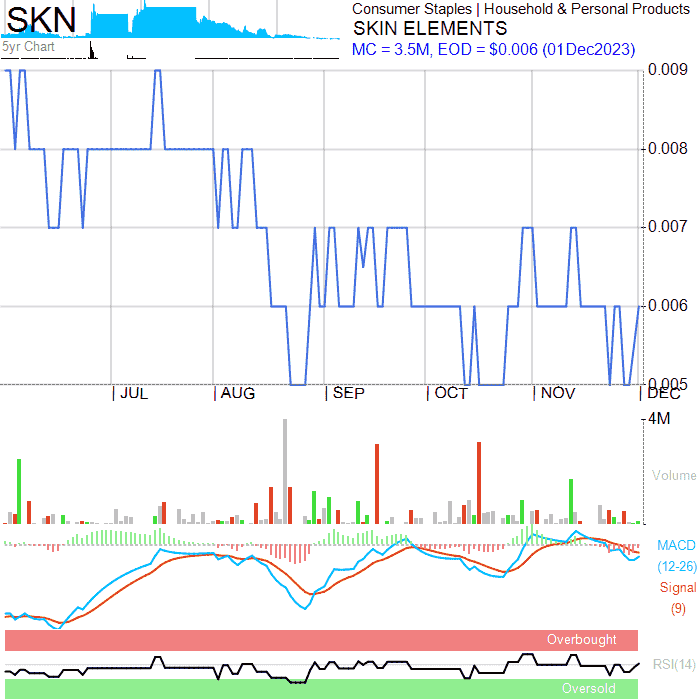 SKN
Consumer Staples | Household & Personal Products
SKIN ELEMENTS
5yr Chart
MC = 3.5M, EOD = $0.006 (01Dec2023)
0.009
0.008
0.007
0.006
0.005
JUL
AUG
SEP
OCT
NOV
DEC
4M
Volume
MACD
(12-26)
Signal
(9)
Overbought
RSI(14)
Oversold